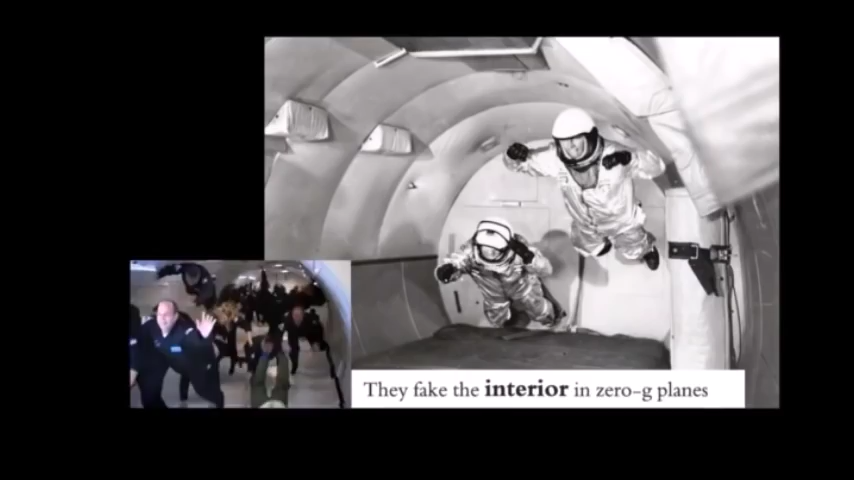 They fake the interior in zero-g planes